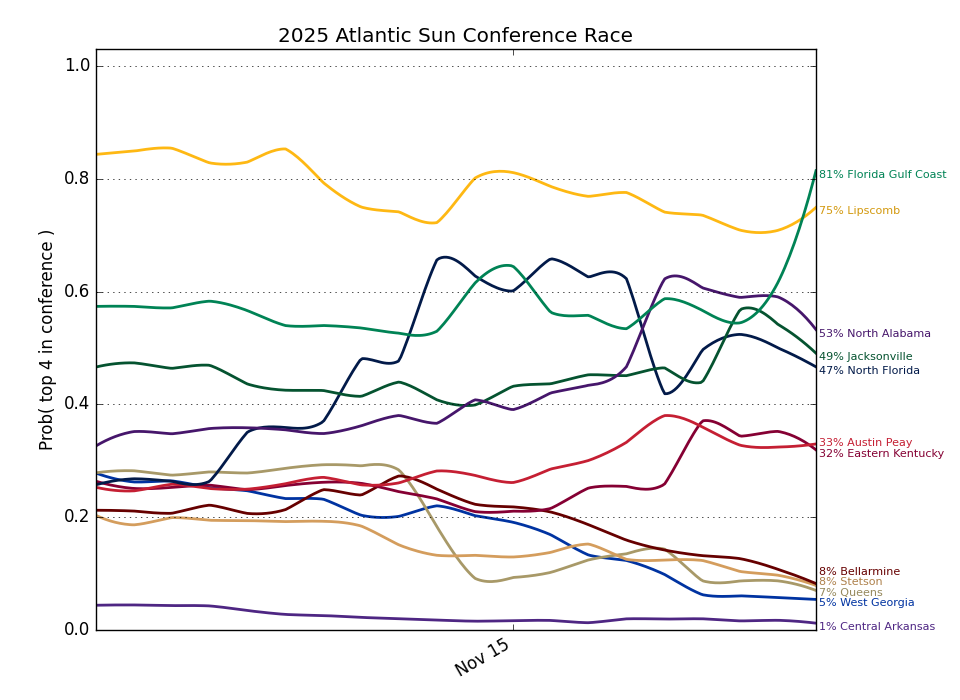 2025 Atlantic Sun Conference Race
Prob( top 4 in conference )
1.0
0.8
0.6
0.4
0.2
0.0
Nov 15
81% Florida Gulf Coast
75% Lipscomb
53% North Alabama
49% Jacksonville
47% North Florida
33% Austin Peay
32% Eastern Kentucky
8% Bellarmine
8% Stetson
7% Queens
5% West Georgia
1% Central Arkansas